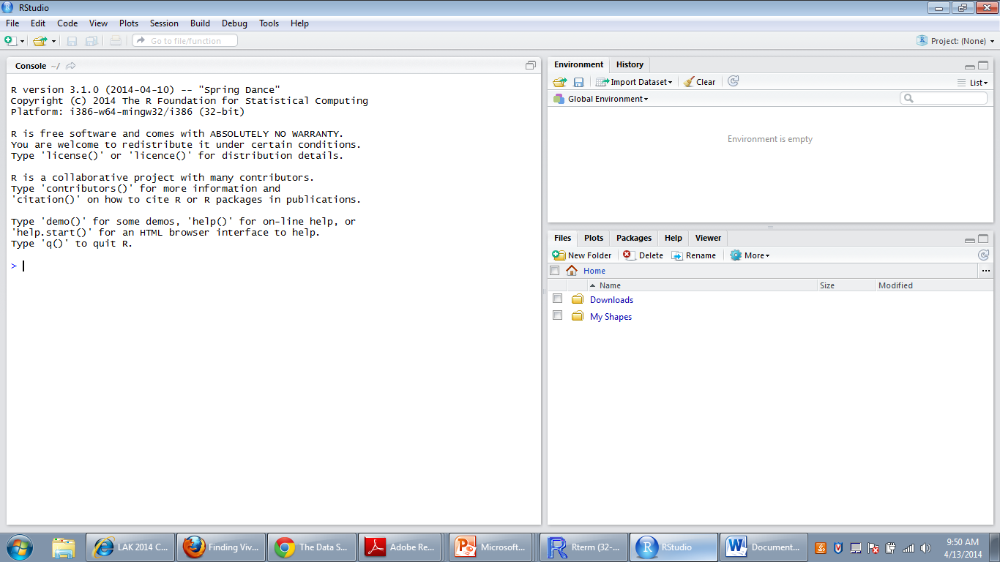 RStudio
File Edit Code View Plots Session Build Debug Tools Help
Go to file/function
Project: (None)
Console ~/
R version 3.1.0 (2014-04-10) -- "Spring Dance"
Copyright (C) 2014 The R Foundation for Statistical Computing
Platform: i386-w64-mingw32/i386 (32-bit)
R is free software and comes with ABSOLUTELY NO WARRANTY.
You are welcome to redistribute it under certain conditions.
Type 'license()' or 'licence()' for distribution details.
R is a collaborative project with many contributors.
Type 'contributors()' for more information and
'citation()' on how to cite R or R packages in publications.
Type 'demo()' for some demos, 'help()' for on-line help, or
'help.start()' for an HTML browser interface to help.
Type 'q()' to quit R.
>
Environment History
Import Dataset Clear List
Global Environment
Environment is empty
Files Plots Packages Help Viewer
New Folder Delete Rename More
Home ...
Name Size Modified
Downloads
My Shapes
LAK 2014 C... Finding Viv... The Data S... Adobe Re... Microsoft... Rterm (32-... RStudio Document...
9:50 AM
4/13/2014